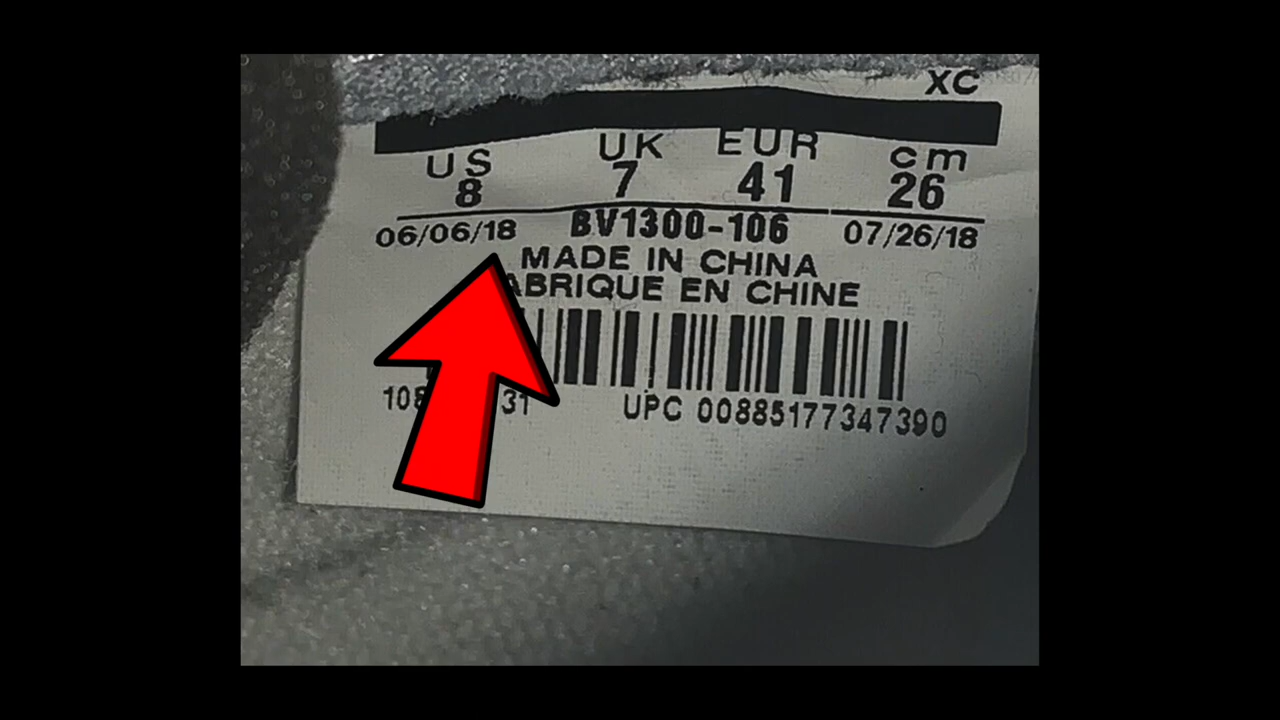 XC
US UK EUR cm
8 7 41 26
06/06/18 BV1300-106 07/26/18
MADE IN CHINA
ABRIQUE EN CHINE
UPC 00885177347390